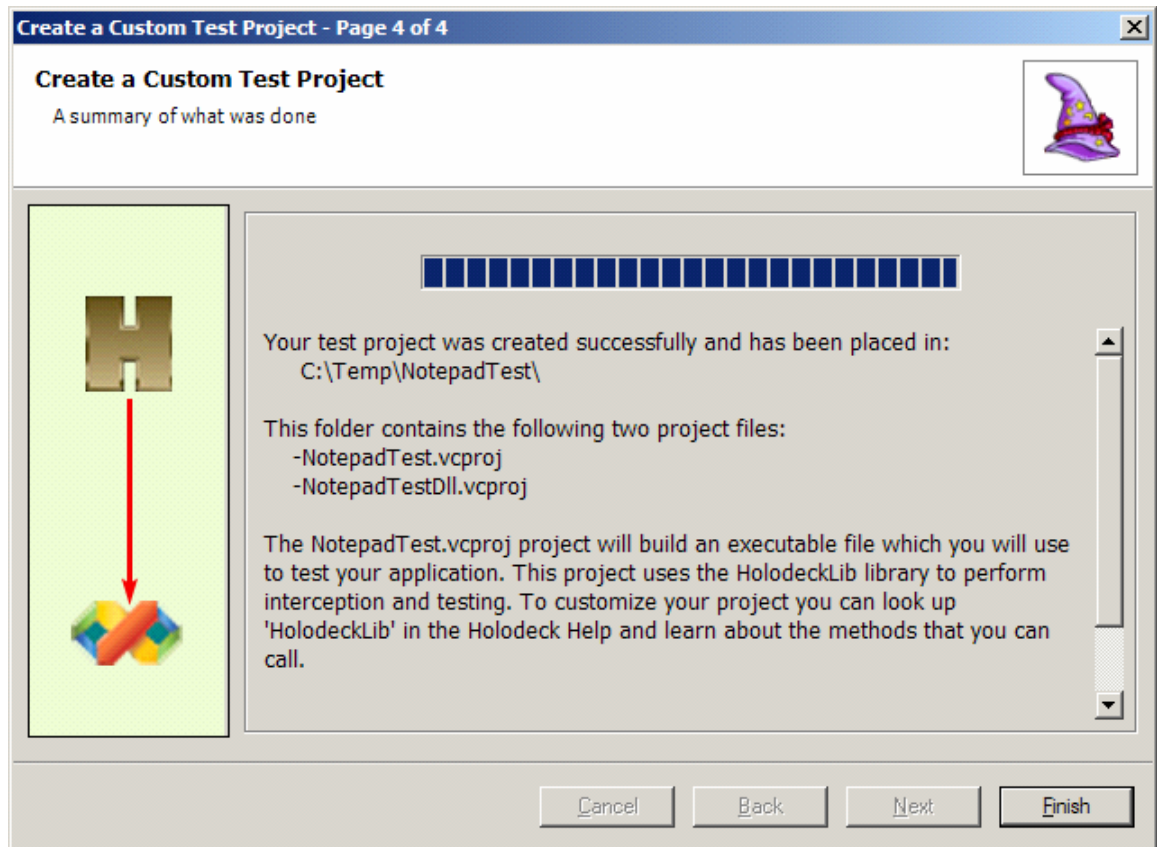 Create a Custom Test Project - Page 4 of 4
Create a Custom Test Project
A summary of what was done
H
Your test project was created successfully and has been placed in:
C:\Temp\NotepadTest\
This folder contains the following two project files:
-NotepadTest.vcproj
-NotepadTestDll.vcproj
The NotepadTest.vcproj project will build an executable file which you will use
to test your application. This project uses the HolodeckLib library to perform
interception and testing. To customize your project you can look up
'HolodeckLib' in the Holodeck Help and learn about the methods that you can
call.
Cancel Back Next Finish